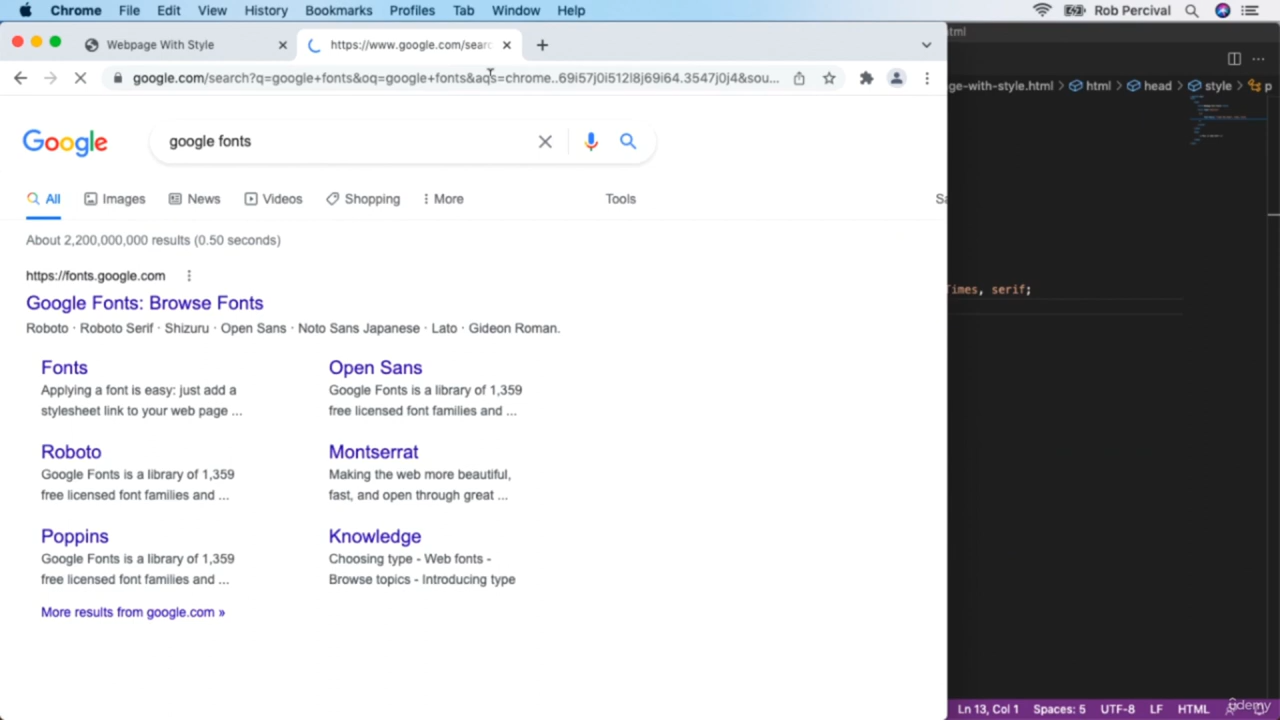 Chrome File Edit View History Bookmarks Profiles Tab Window Help Rob Percival
Webpage With Style
https://www.google.com/searc
google.com/search?q=google+fonts&oq=google+fonts&aqs=chrome..69i57j0i512l8j69i64.3547j0j4&sou...
ge-with-style.html > html > head > style > p
Google
google fonts
All Images News Videos Shopping More Tools
About 2,200,000,000 results (0.50 seconds)
https://fonts.google.com
Google Fonts: Browse Fonts
Roboto · Roboto Serif · Shizuru · Open Sans · Noto Sans Japanese · Lato · Gideon Roman.
Fonts
Applying a font is easy: just add a
stylesheet link to your web page ...
Open Sans
Google Fonts is a library of 1,359
free licensed font families and ...
Roboto
Google Fonts is a library of 1,359
free licensed font families and ...
Montserrat
Making the web more beautiful,
fast, and open through great ...
Poppins
Google Fonts is a library of 1,359
free licensed font families and ...
Knowledge
Choosing type - Web fonts -
Browse topics - Introducing type
More results from google.com »
Times, serif;
Ln 13, Col 1 Spaces: 5 UTF-8 LF HTML
udemy